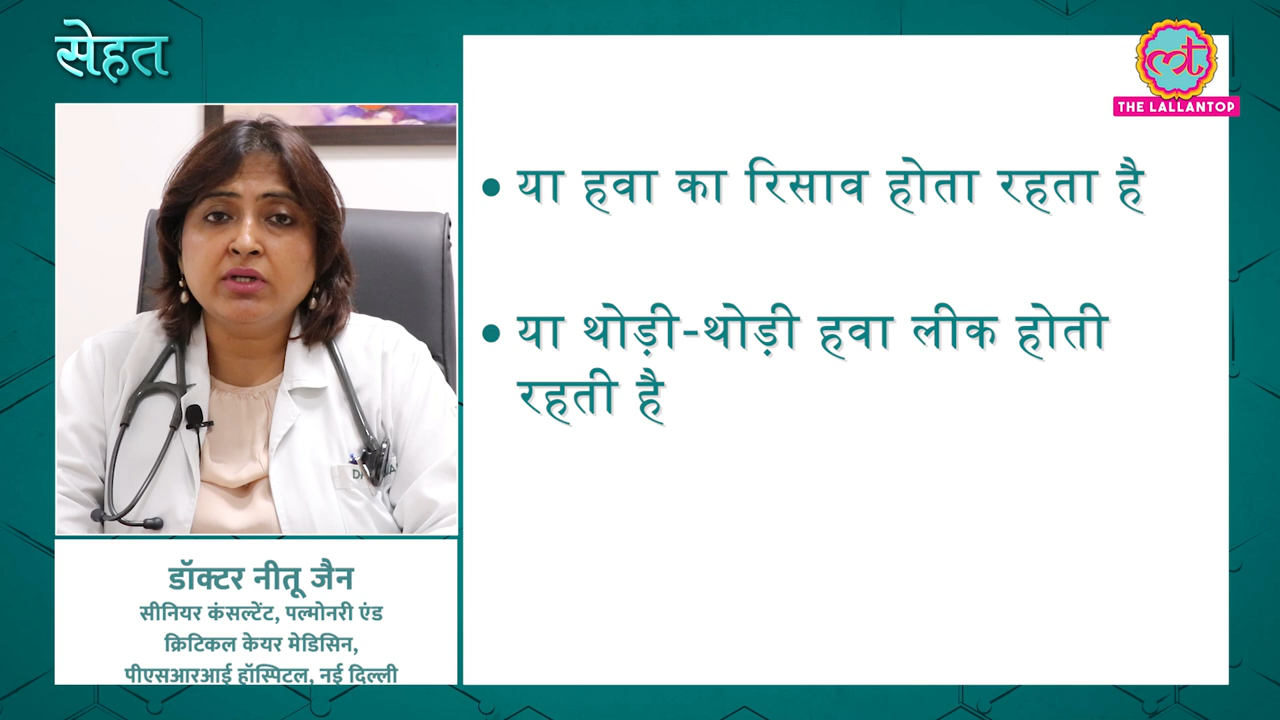 सेहत
THE LALLANTOP
• या हवा का रिसाव होता रहता है
• या थोड़ी-थोड़ी हवा लीक होती
रहती है
डॉक्टर नीतू जैन
सीनियर कंसल्टेंट, पल्मोनरी एंड
क्रिटिकल केयर मेडिसिन,
पीएसआरआई हॉस्पिटल, नई दिल्ली